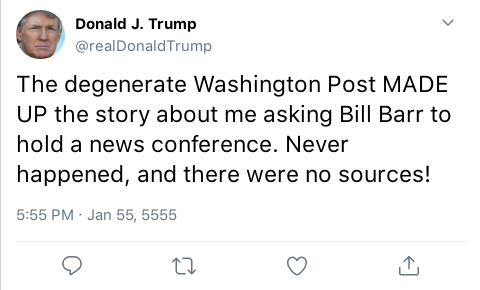 Donald J. Trump
@realDonaldTrump
The degenerate Washington Post MADE
UP the story about me asking Bill Barr to
hold a news conference. Never
happened, and there were no sources!
5:55 PM · Jan 55, 5555